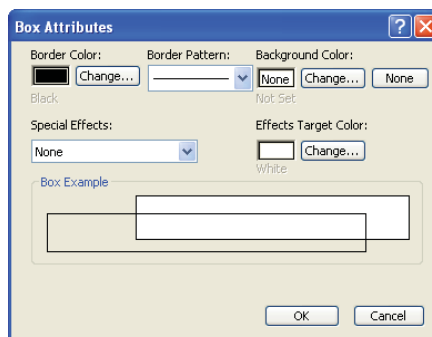 Box Attributes
Border Color: Border Pattern: Background Color:
Change... None Change... None
Black Not Set
Special Effects: Effects Target Color:
None Change...
White
Box Example
OK Cancel